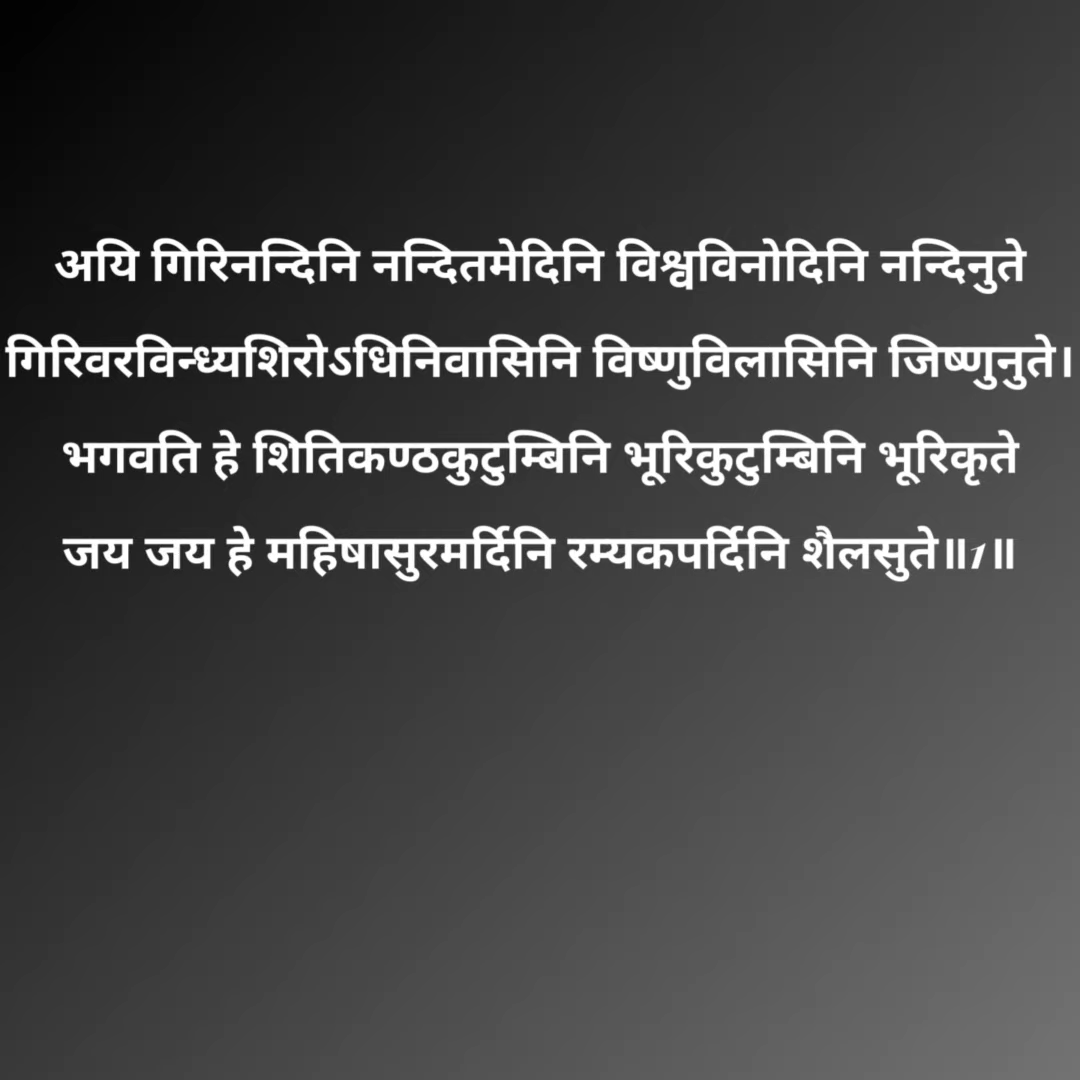 अयि गिरिनन्दिनि नन्दितमेदिनि विश्वविनोदिनि नन्दिनुते
गिरिवरविन्ध्यशिरोऽधिनिवासिनि विष्णुविलासिनि जिष्णुनुते।
भगवति हे शितिकण्ठकुटुम्बिनि भूरिकुटुम्बिनि भूरिकृते
जय जय हे महिषासुरमर्दिनि रम्यकपर्दिनि शैलसुते॥1॥